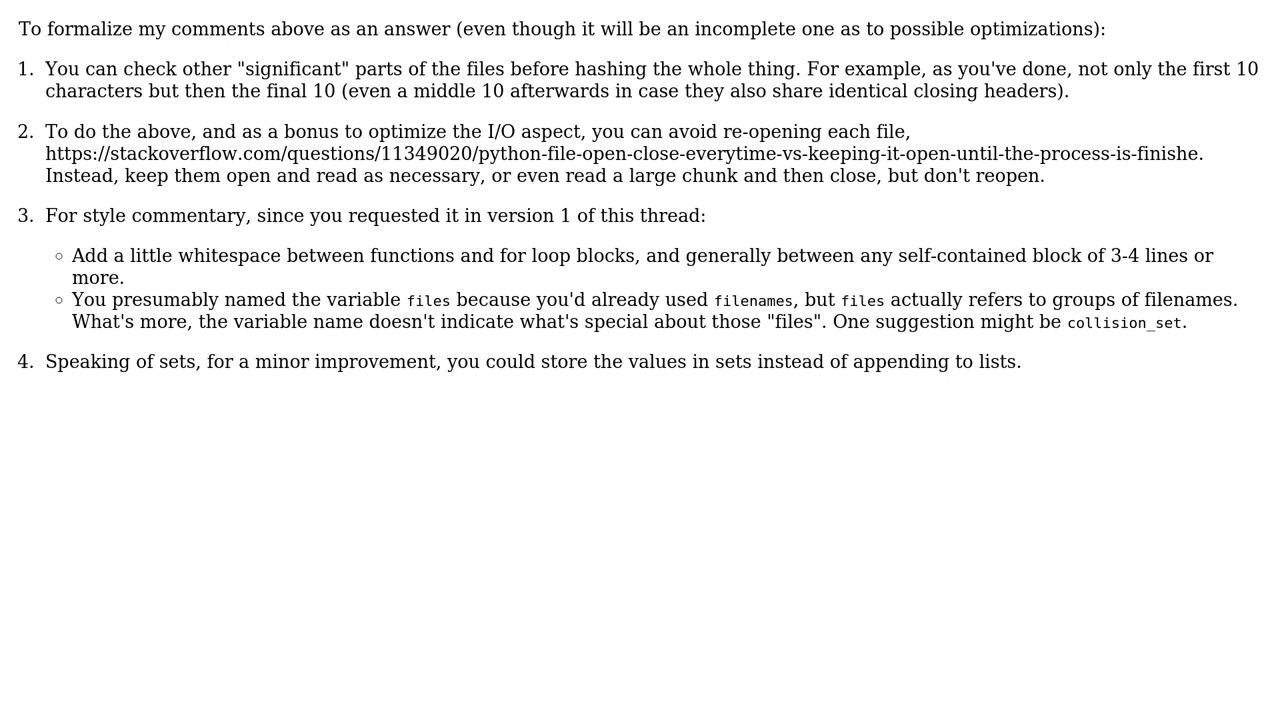 To formalize my comments above as an answer (even though it will be an incomplete one as to possible optimizations):
1. You can check other "significant" parts of the files before hashing the whole thing. For example, as you've done, not only the first 10
characters but then the final 10 (even a middle 10 afterwards in case they also share identical closing headers).
2. To do the above, and as a bonus to optimize the I/O aspect, you can avoid re-opening each file,
https://stackoverflow.com/questions/11349020/python-file-open-close-everytime-vs-keeping-it-open-until-the-process-is-finishe.
Instead, keep them open and read as necessary, or even read a large chunk and then close, but don't reopen.
3. For style commentary, since you requested it in version 1 of this thread:
◦ Add a little whitespace between functions and for loop blocks, and generally between any self-contained block of 3-4 lines or
more.
◦ You presumably named the variable files because you'd already used filenames, but files actually refers to groups of filenames.
What's more, the variable name doesn't indicate what's special about those "files". One suggestion might be collision_set.
4. Speaking of sets, for a minor improvement, you could store the values in sets instead of appending to lists.